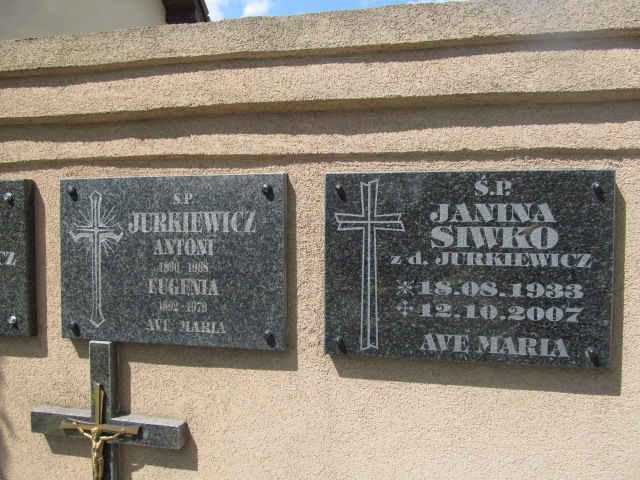 Ś.P.
JURKIEWICZ
ANTONI
1890-1968
EUGENIA
1892-1979
AVE MARIA
Ś.P.
JANINA
SIWKO
z d. JURKIEWICZ
18.08.1933
12.10.2007
AVE MARIA